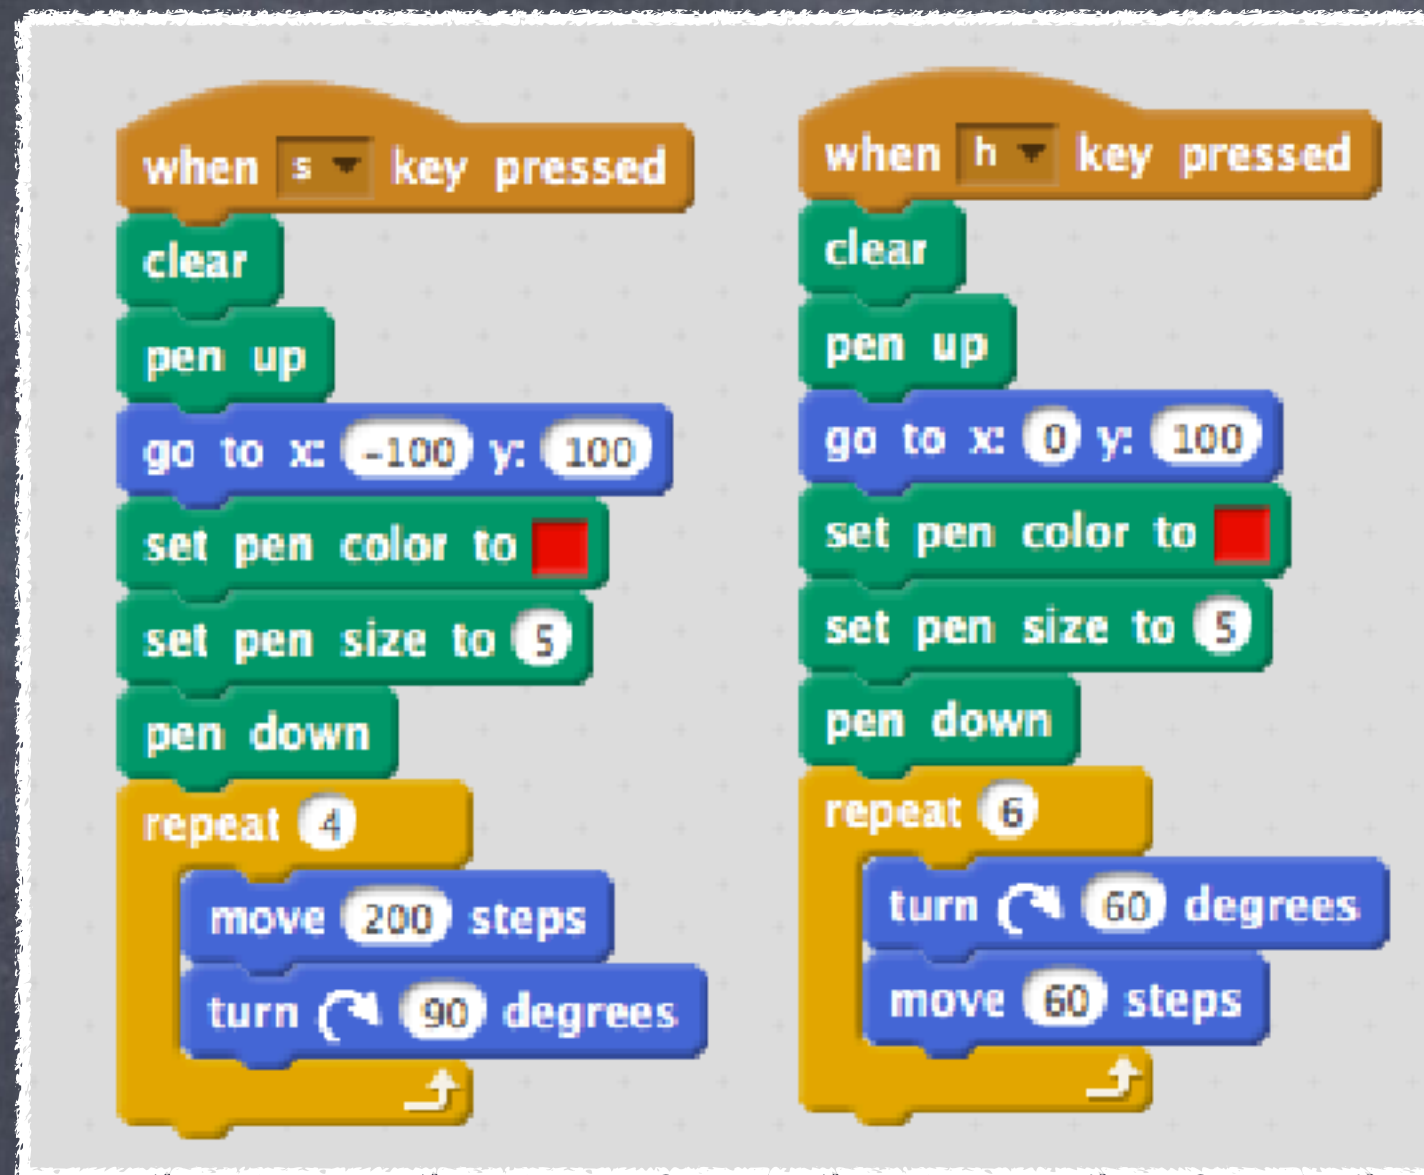 when s key pressed
clear
pen up
go to x: -100 y: 100
set pen color to
set pen size to 5
pen down
repeat 4
move 200 steps
turn 90 degrees
when h key pressed
clear
pen up
go to x: 0 y: 100
set pen color to
set pen size to 5
pen down
repeat 6
turn 60 degrees
move 60 steps